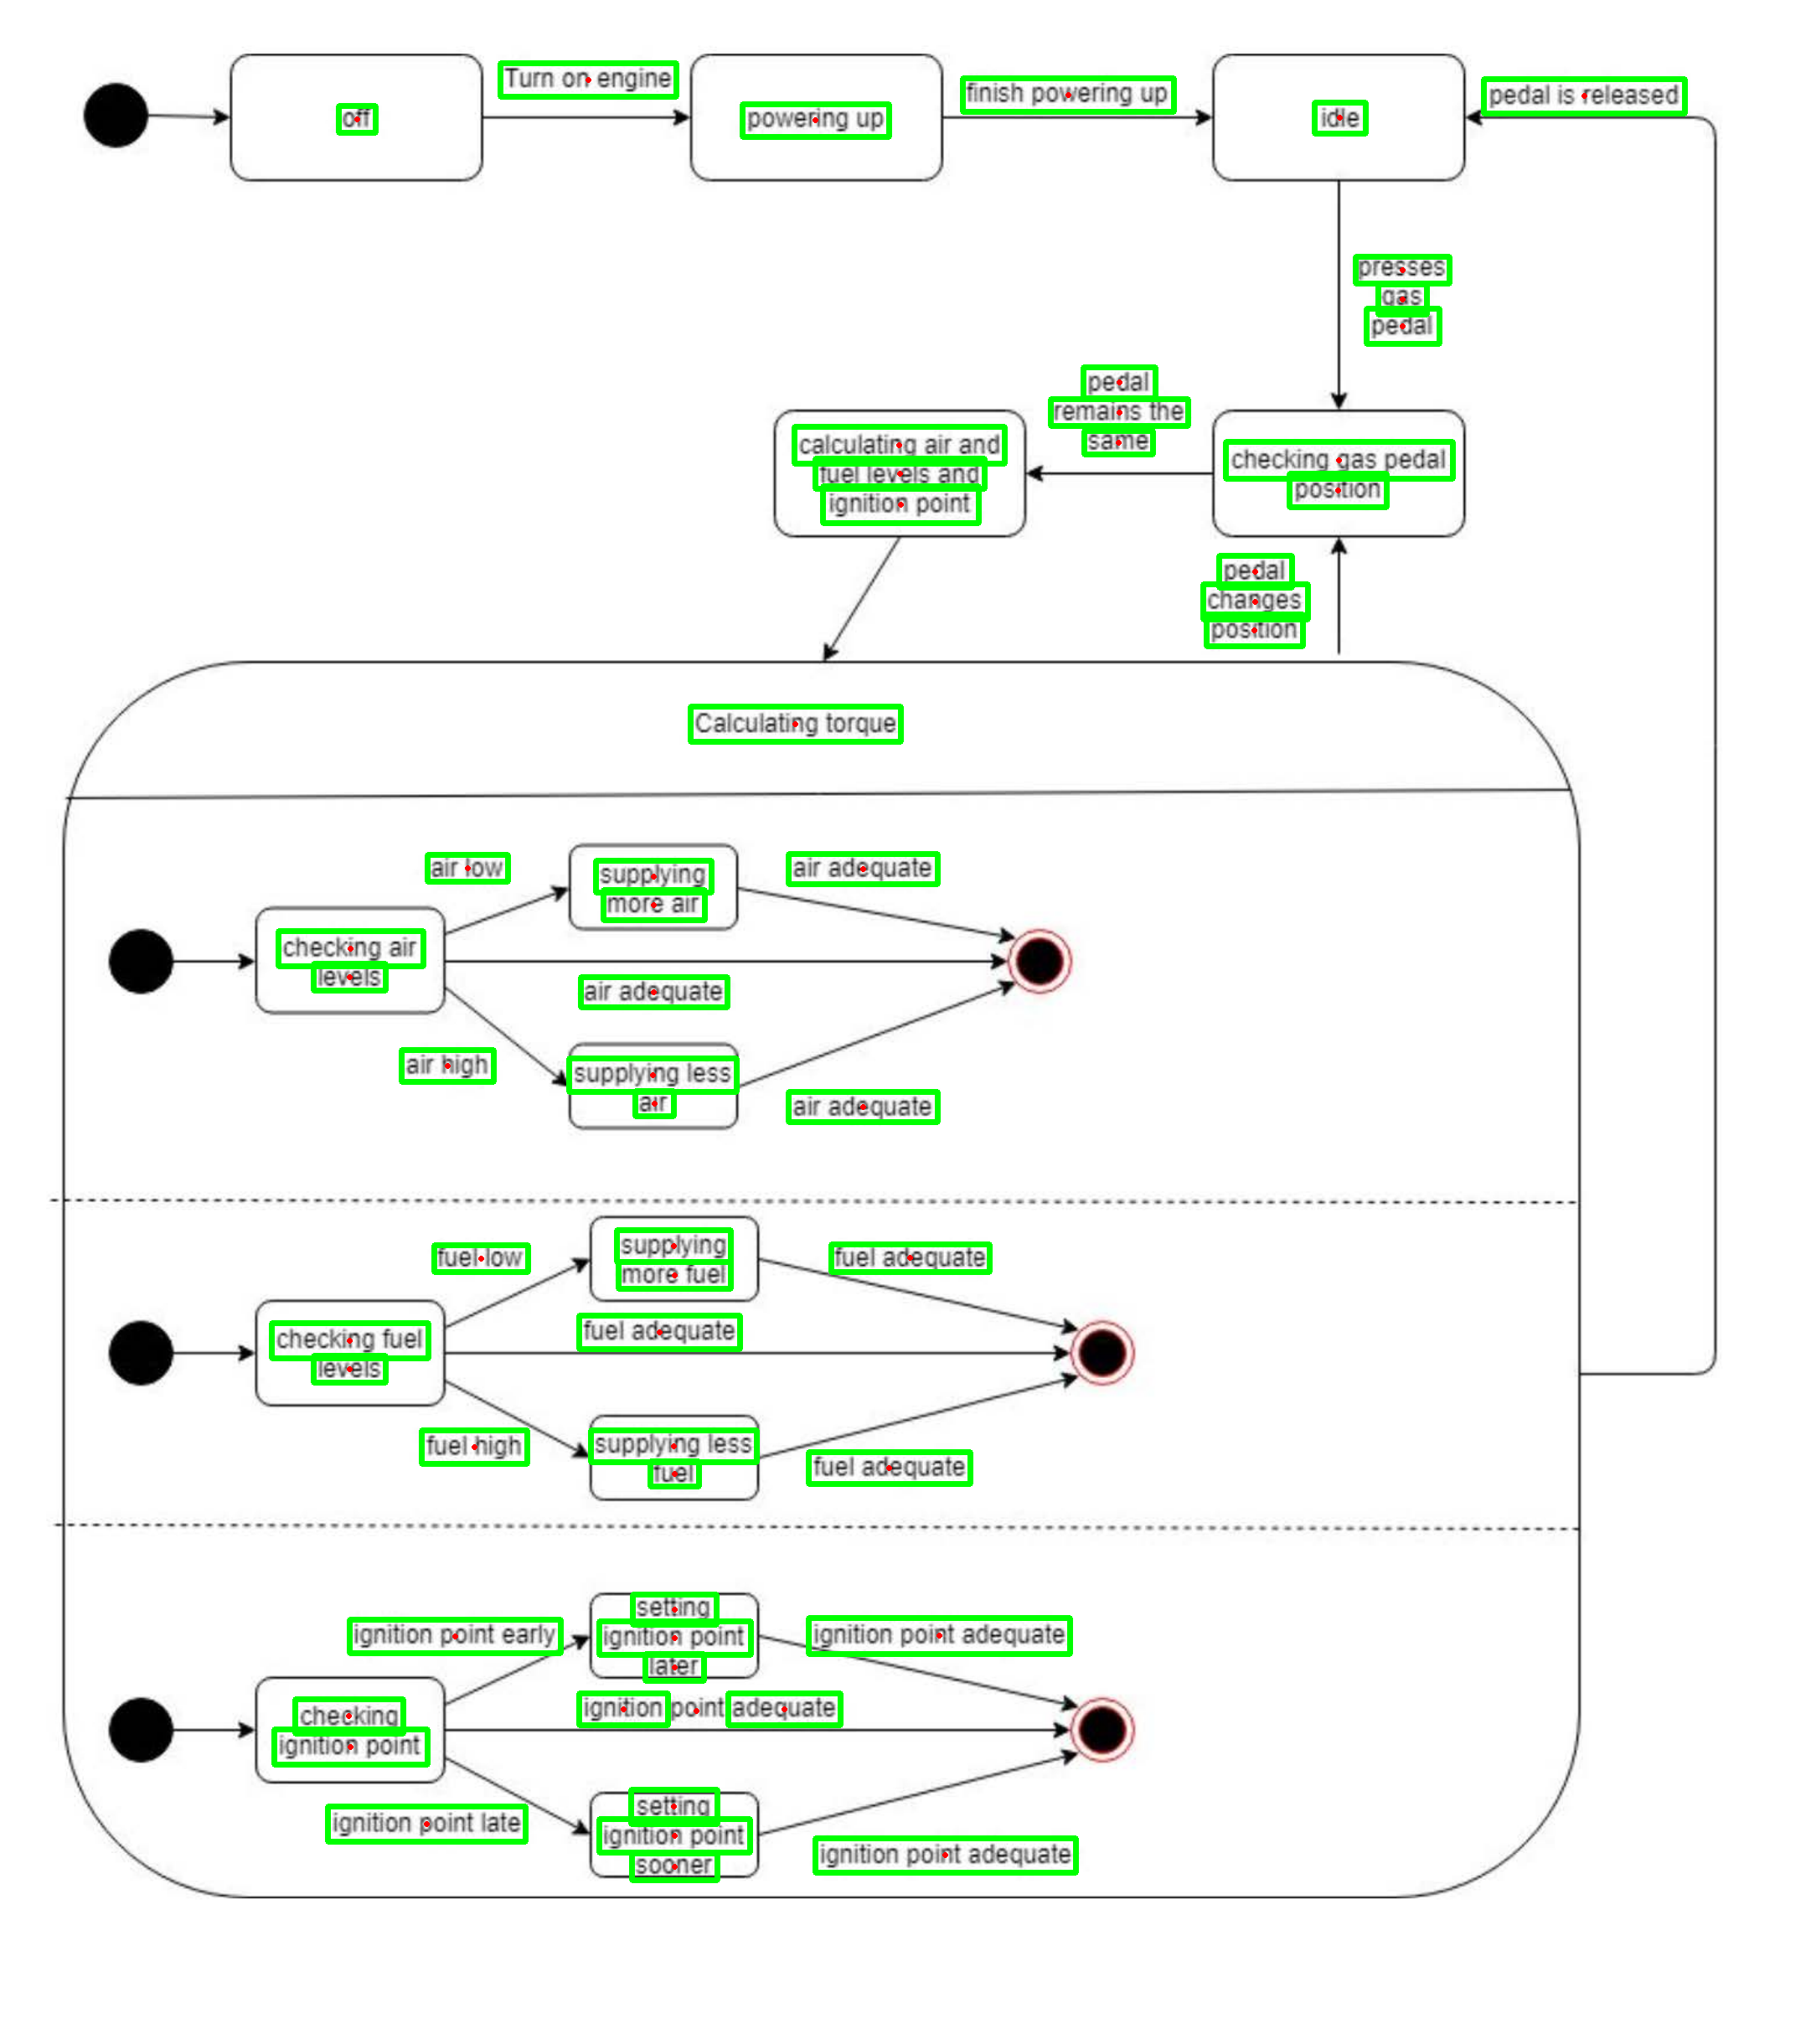 Turn on engine
finish powering up
pedal is released
off
powering up
idle
presses
gas
pedal
pedal
remains the
same
calculating air and
fuel levels and
ignition point
checking gas pedal
position
pedal
changes
position
Calculating torque
air low
supplying
more air
air adequate
checking air
levels
air adequate
air high
supplying less
air
air adequate
fuel low
supplying
more fuel
fuel adequate
checking fuel
levels
fuel adequate
fuel high
supplying less
fuel
fuel adequate
ignition point early
setting
ignition point
later
ignition point adequate
checking
ignition point
ignition point adequate
ignition point late
setting
ignition point
sooner
ignition point adequate